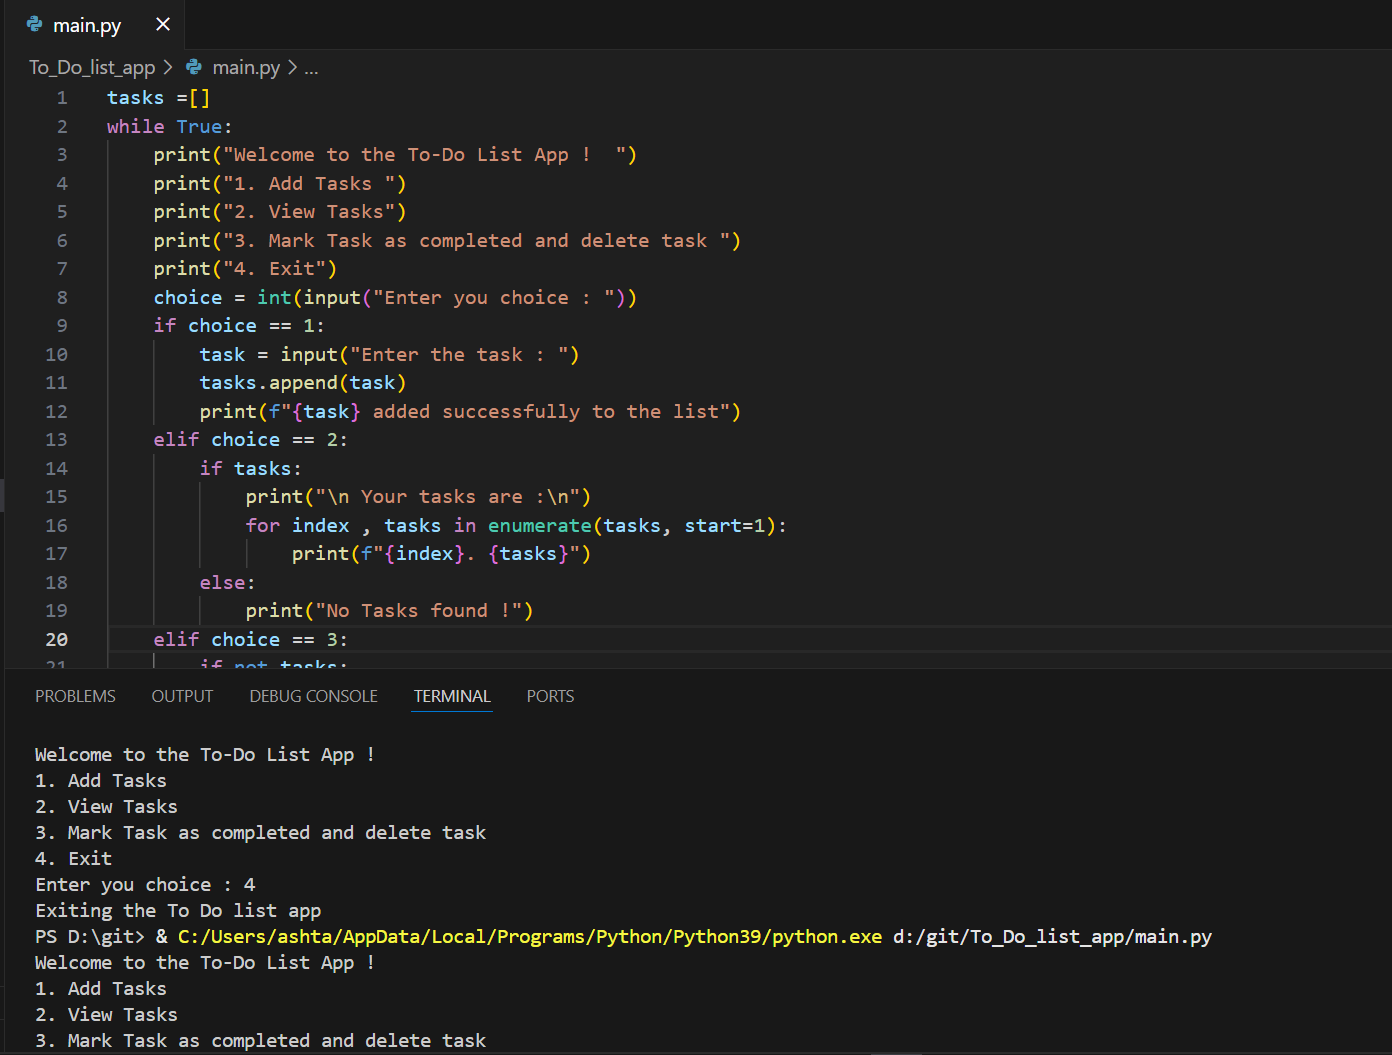 main.py ×
To_Do_list_app > main.py > ...
1 tasks =[]
2 while True:
3     print("Welcome to the To-Do List App !  ")
4     print("1. Add Tasks ")
5     print("2. View Tasks")
6     print("3. Mark Task as completed and delete task ")
7     print("4. Exit")
8     choice = int(input("Enter you choice : "))
9     if choice == 1:
10         task = input("Enter the task : ")
11         tasks.append(task)
12         print(f"{task} added successfully to the list")
13     elif choice == 2:
14         if tasks:
15             print("\n Your tasks are :\n")
16             for index , tasks in enumerate(tasks, start=1):
17                 print(f"{index}. {tasks}")
18         else:
19             print("No Tasks found !")
20     elif choice == 3:
21         if not tasks:
PROBLEMS OUTPUT DEBUG CONSOLE TERMINAL PORTS
Welcome to the To-Do List App !
1. Add Tasks
2. View Tasks
3. Mark Task as completed and delete task
4. Exit
Enter you choice : 4
Exiting the To Do list app
PS D:\git> & C:/Users/ashta/AppData/Local/Programs/Python/Python39/python.exe d:/git/To_Do_list_app/main.py
Welcome to the To-Do List App !
1. Add Tasks
2. View Tasks
3. Mark Task as completed and delete task